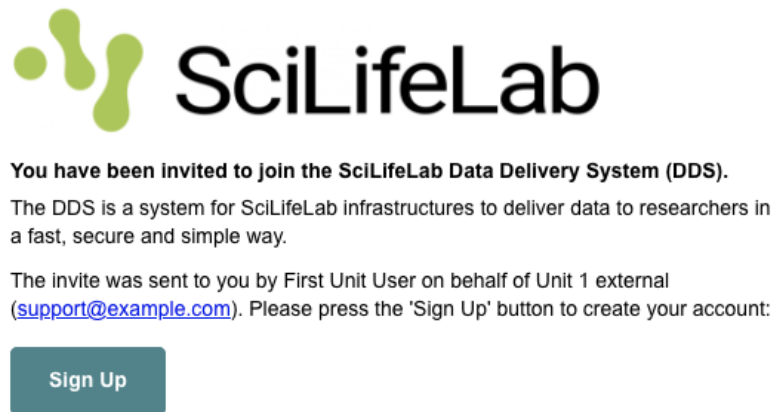 SciLifeLab
You have been invited to join the SciLifeLab Data Delivery System (DDS).
The DDS is a system for SciLifeLab infrastructures to deliver data to researchers in
a fast, secure and simple way.
The invite was sent to you by First Unit User on behalf of Unit 1 external
(support@example.com). Please press the 'Sign Up' button to create your account:
Sign Up